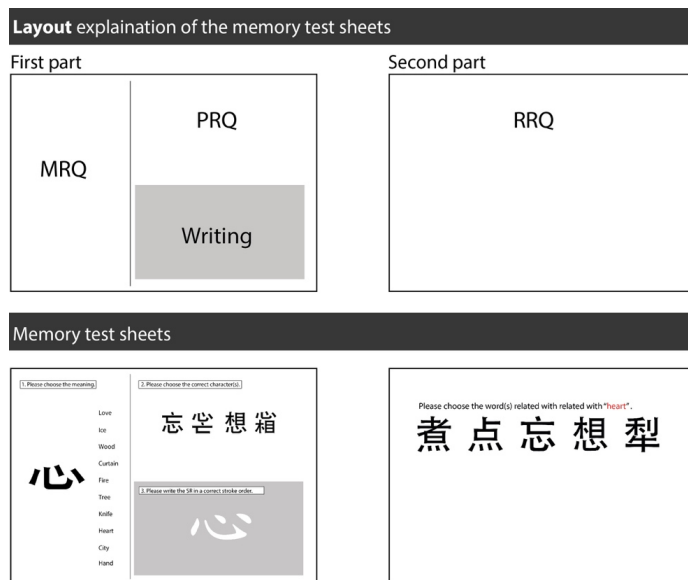 Layout explaination of the memory test sheets
First part
Second part
MRQ
PRQ
Writing
RRQ
Memory test sheets
1. Please choose the meaning.
心
Love
Ice
Wood
Curtain
Fire
Tree
Knife
Heart
City
Hand
2. Please choose the correct character(s).
忘 想
3. Please write the SR in a correct stroke order.
心
Please choose the word(s) related with related with "heart".
煮 点 忘 想 犁